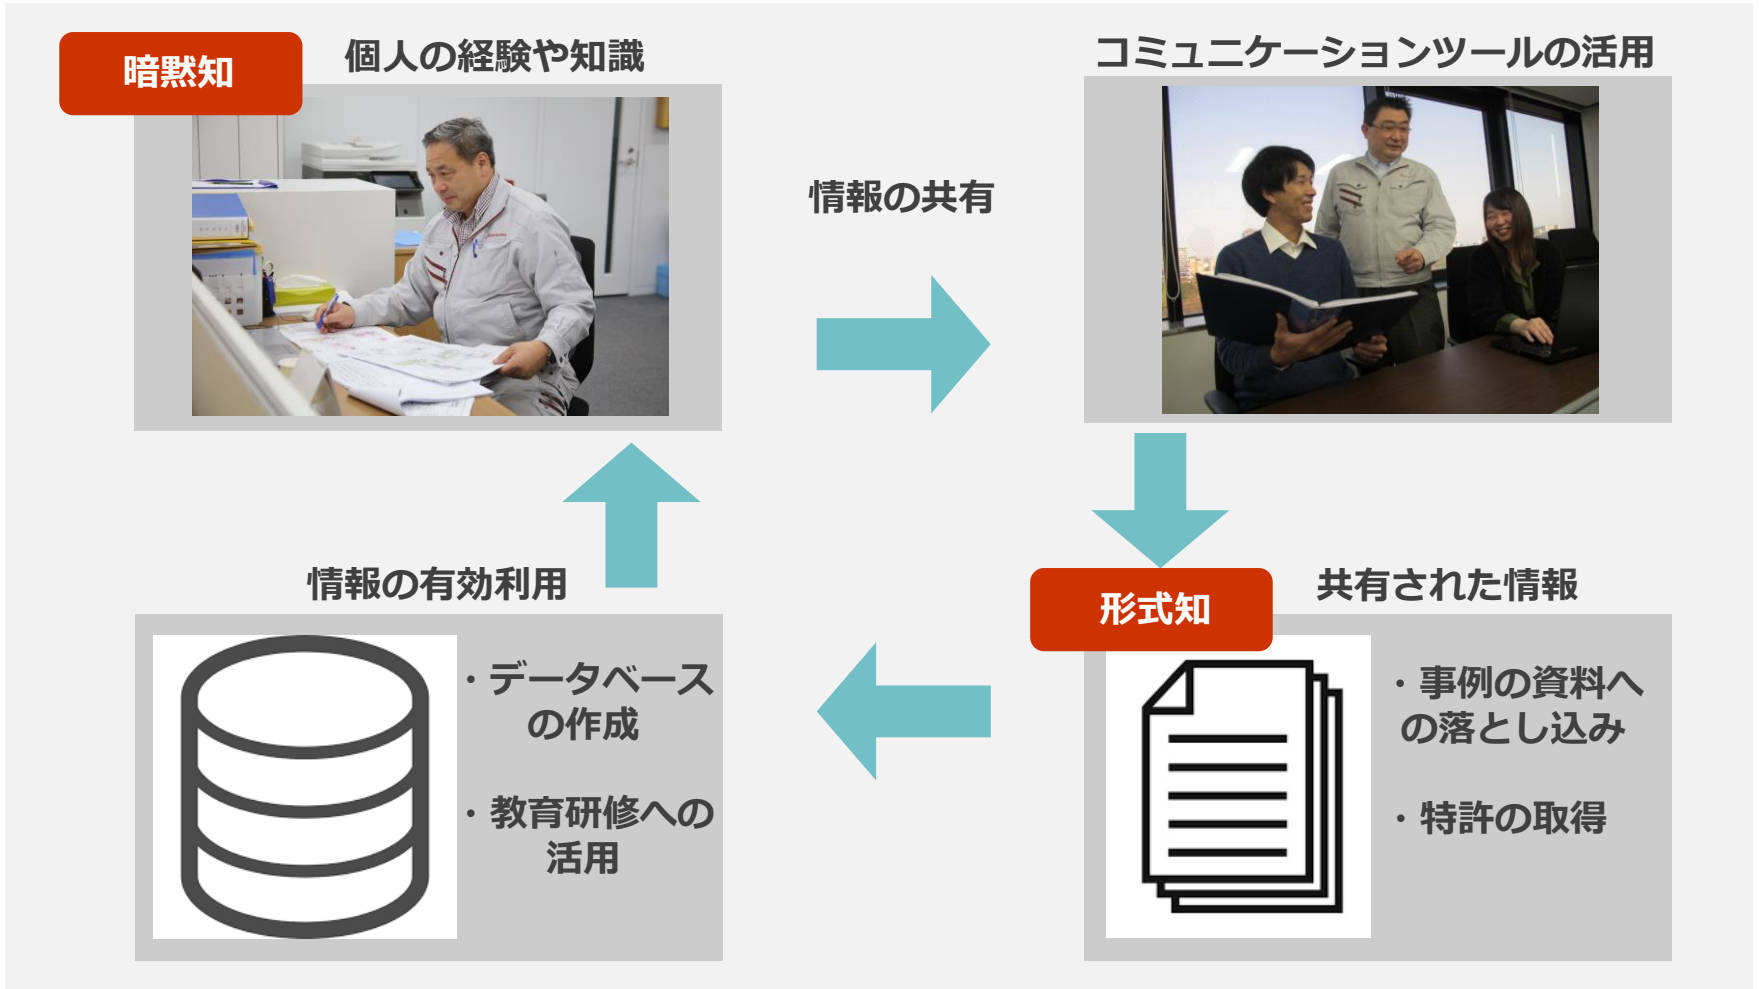 暗黙知
個人の経験や知識
コミュニケーションツールの活用
情報の共有
情報の有効利用
・データベース
の作成
・教育研修への
活用
形式知
共有された情報
・事例の資料へ
の落とし込み
・特許の取得